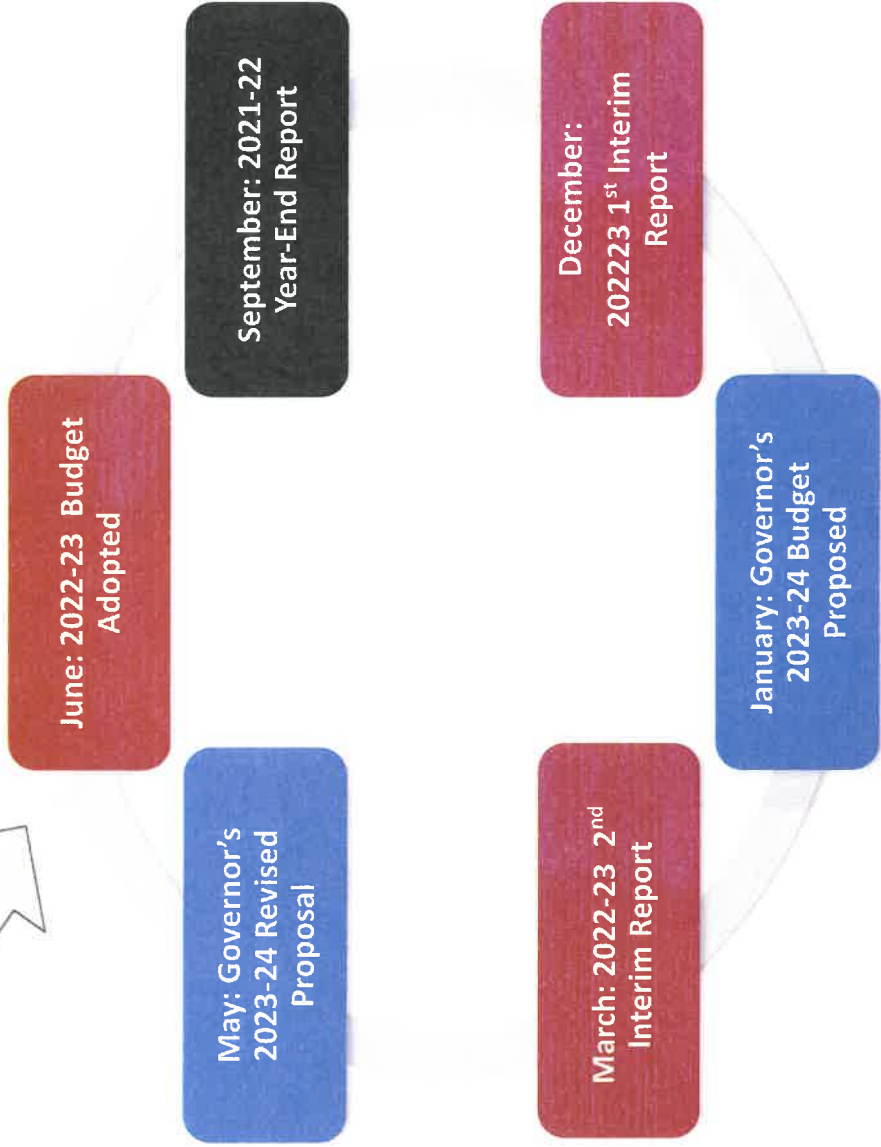 June: 2022-23 Budget
Adopted
September: 2021-22
Year-End Report
December:
202223 1st Interim
Report
January: Governor's
2023-24 Budget
Proposed
March: 2022-23 2nd
Interim Report
May: Governor's
2023-24 Revised
Proposal